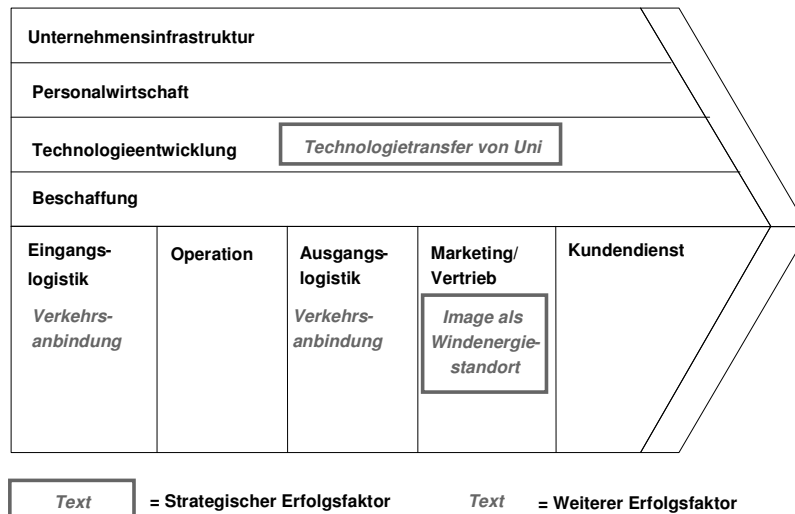 Unternehmensinfrastruktur
Personalwirtschaft
Technologieentwicklung
Technologietransfer von Uni
Beschaffung
Eingangs-
logistik
Verkehrs-
anbindung
Operation
Ausgangs-
logistik
Verkehrs-
anbindung
Marketing/
Vertrieb
Image als
Windenergie-
standort
Kundendienst
Text = Strategischer Erfolgsfaktor
Text = Weiterer Erfolgsfaktor